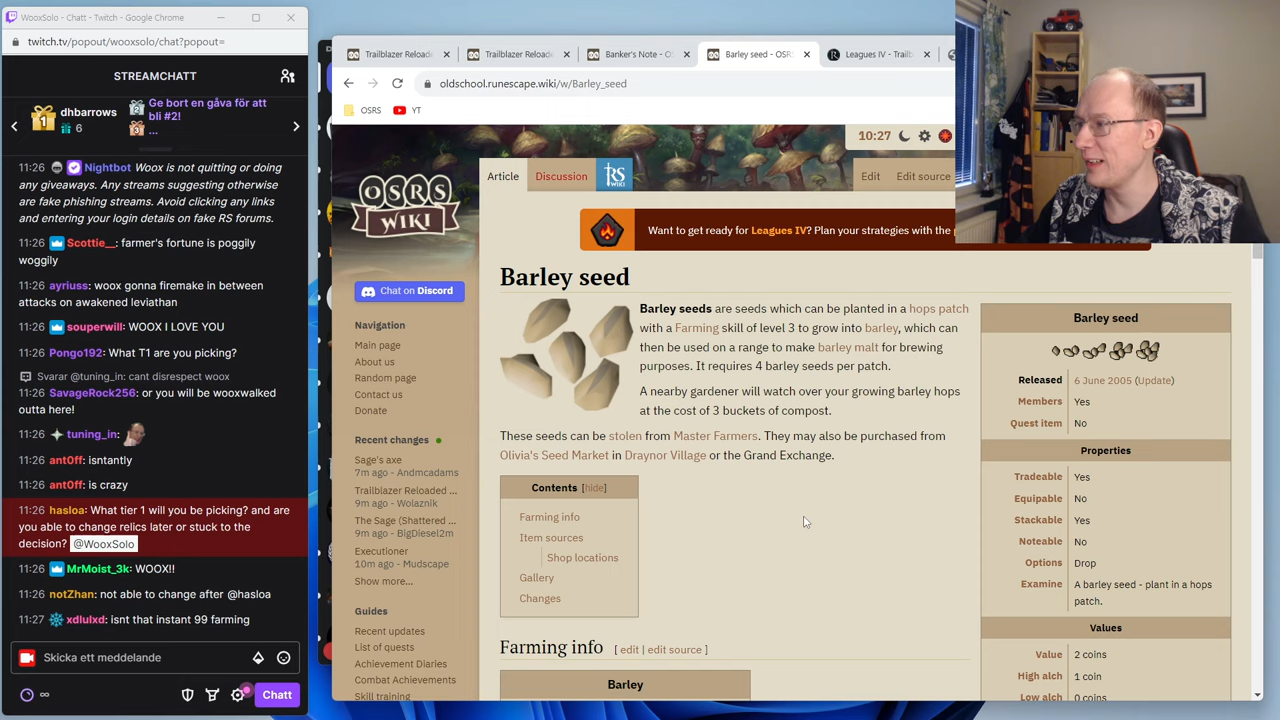 WooxSolo - Chatt - Twitch - Google Chrome
twitch.tv/popout/wooxsolo/chat?popout=
STREAMCHATT
1
dhbarrows
6
Ge bort en gåva för att
bli #2!
...
11:26 Nightbot Woox is not quitting or doing
any giveaways. Any streams suggesting otherwise
are fake phishing streams. Avoid clicking any links
and entering your login details on fake RS forums.
11:26 Scottie__: farmer's fortune is poggily
woggily
11:26 ayriuss: woox gonna firemake in between
attacks on awakened leviathan
11:26 souperwill: WOOX I LOVE YOU
11:26 Pongo192: What T1 are you picking?
Svarar @tuning_in: cant disrespect woox
11:26 SavageRock256: or you will be wooxwalked
outta here!
11:26 tuning_in:
11:26 ant0ff: isntantly
11:26 ant0ff: is crazy
11:26 hasloa: What tier 1 will you be picking? and are
you able to change relics later or stuck to the
decision? @WooxSolo
11:26 MrMoist_3k: WOOX!!
11:26 notZhan: not able to change after @hasloa
11:27 xdlulxd: isnt that instant 99 farming
Skicka ett meddelande
Chatt
Trailblazer Reloade
Trailblazer Reloade
Banker's Note - O
Barley seed - OSR
Leagues IV - Trailb
oldschool.runescape.wiki/w/Barley_seed
OSRS
YT
10:27
OSRS
WIKI
Article
Discussion
RS
WIKI
Edit
Edit source
Want to get ready for Leagues IV? Plan your strategies with the
Chat on Discord
Navigation
Main page
About us
Random page
Contact us
Donate
Recent changes
Sage's axe
7m ago - Andmcadams
Trailblazer Reloaded ...
9m ago - Wolaznik
The Sage (Shattered ...
9m ago - BigDiesel2m
Executioner
10m ago - Mudscape
Show more...
Guides
Recent updates
List of quests
Achievement Diaries
Combat Achievements
Skill training
Barley seed
Barley seeds are seeds which can be planted in a hops patch
with a Farming skill of level 3 to grow into barley, which can
then be used on a range to make barley malt for brewing
purposes. It requires 4 barley seeds per patch.
A nearby gardener will watch over your growing barley hops
at the cost of 3 buckets of compost.
These seeds can be stolen from Master Farmers. They may also be purchased from
Olivia's Seed Market in Draynor Village or the Grand Exchange.
Contents [hide]
Farming info
Item sources
Shop locations
Gallery
Changes
Farming info [ edit | edit source ]
Barley
Barley seed
Released 6 June 2005 (Update)
Members Yes
Quest item No
Properties
Tradeable Yes
Equipable No
Stackable Yes
Noteable No
Options Drop
Examine A barley seed - plant in a hops
patch.
Values
Value 2 coins
High alch 1 coin
Low alch 0 coins